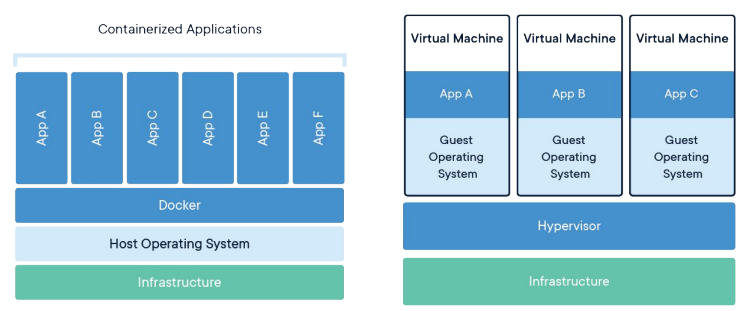 Containerized Applications
App A
App B
App C
App D
App E
App F
Docker
Host Operating System
Infrastructure
Virtual Machine
App A
Guest
Operating
System
Virtual Machine
App B
Guest
Operating
System
Virtual Machine
App C
Guest
Operating
System
Hypervisor
Infrastructure